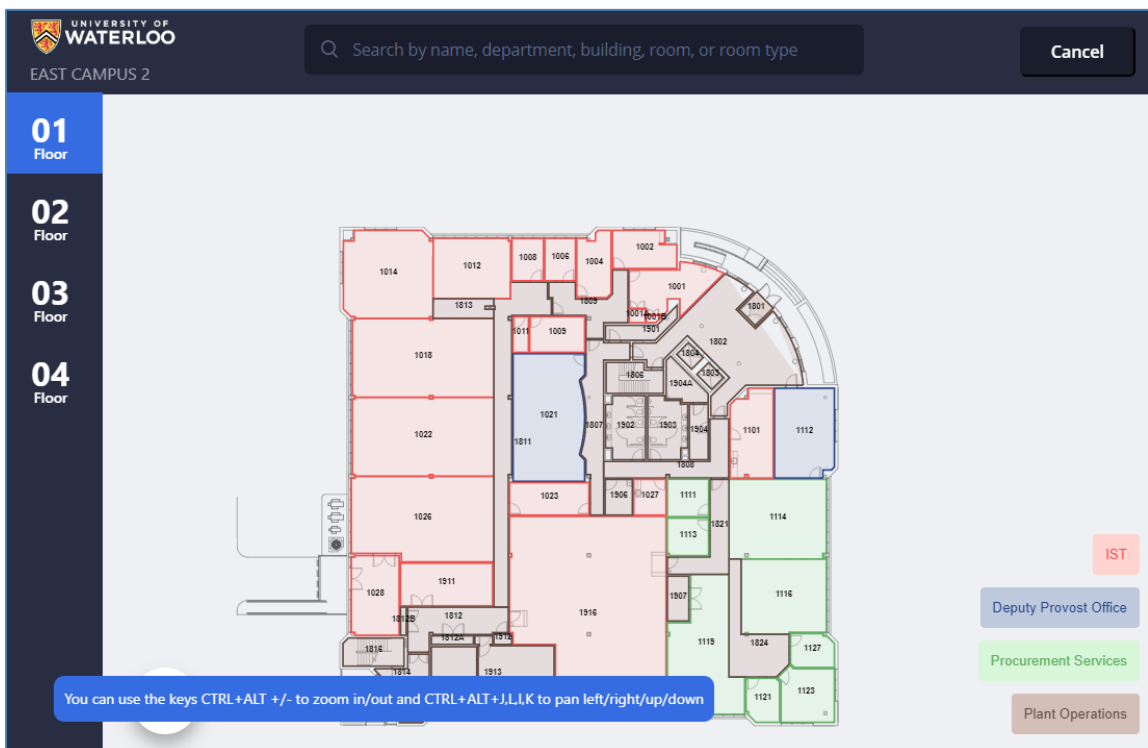 UNIVERSITY OF
WATERLOO
EAST CAMPUS 2
Search by name, department, building, room, or room type
Cancel
01
Floor
02
Floor
03
Floor
04
Floor
1014
1012
1008
1006
1004
1002
1001
1001A
1001B
1901
1801
1813
1809
1011
1009
1802
1018
1804
1803
1806
1904A
1021
1811
1807
1902
1903
1904
1101
1112
1022
1808
1023
1906
1027
1111
1114
1026
1113
1821
1028
1911
1916
1907
1116
1812B
1812
1812A
1912
1119
1824
1127
1816
1814
1913
1121
1123
IST
Deputy Provost Office
Procurement Services
Plant Operations
You can use the keys CTRL+ALT +/- to zoom in/out and CTRL+ALT+J,L,I,K to pan left/right/up/down